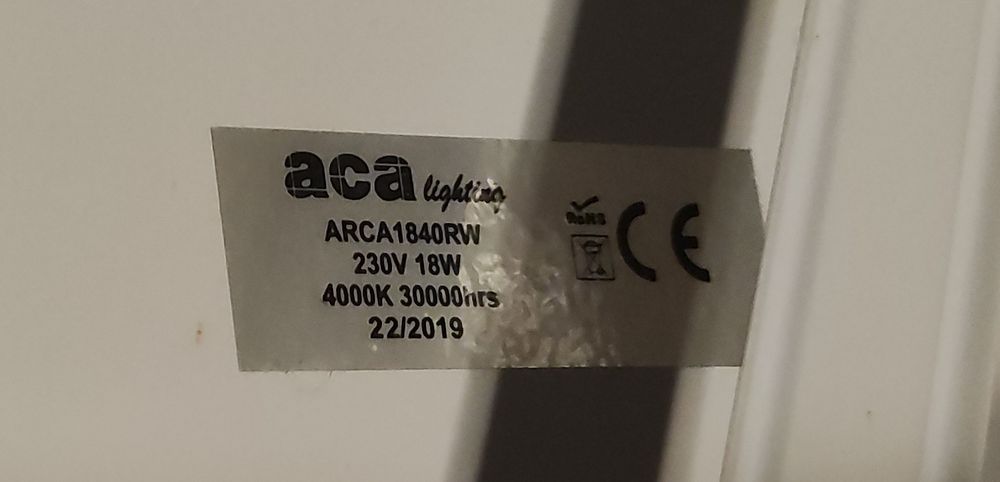 aca lighting
ARCA1840RW
230V 18W
4000K 30000hrs
22/2019
RoHS
CE